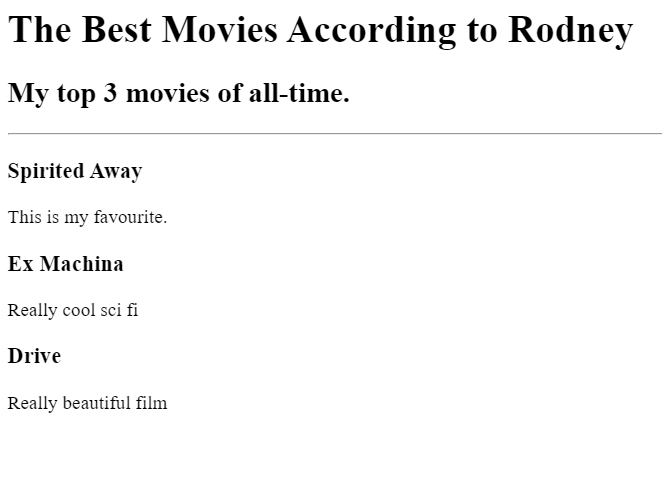 The Best Movies According to Rodney
My top 3 movies of all-time.
Spirited Away
This is my favourite.
Ex Machina
Really cool sci fi
Drive
Really beautiful film